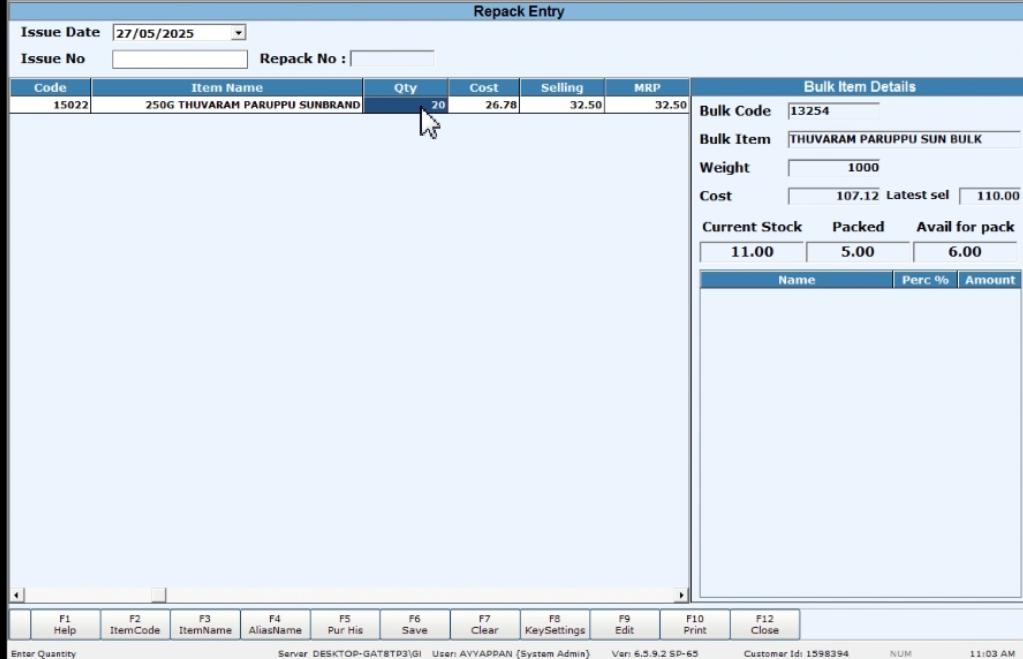 Repack Entry
Issue Date 27/05/2025
Issue No Repack No :
Code Item Name Qty Cost Selling MRP
15022 250G THUVARAM PARUPPU SUNBRAND 20 26.78 32.50 32.50
Bulk Item Details
Bulk Code 13254
Bulk Item THUVARAM PARUPPU SUN BULK
Weight 1000
Cost 107.12 Latest sel 110.00
Current Stock Packed Avail for pack
11.00 5.00 6.00
Name Perc % Amount
F1 F2 F3 F4 F5 F6 F7 F8 F9 F10 F12
Help ItemCode ItemName AliasName Pur His Save Clear KeySettings Edit Print Close
Enter Quantity Server DESKTOP-GAT8TP3\GI User: AYYAPPAN {System Admin} Ver: 6.5.9.2 SP-65 Customer Id: 1598394 NUM 11:03 AM